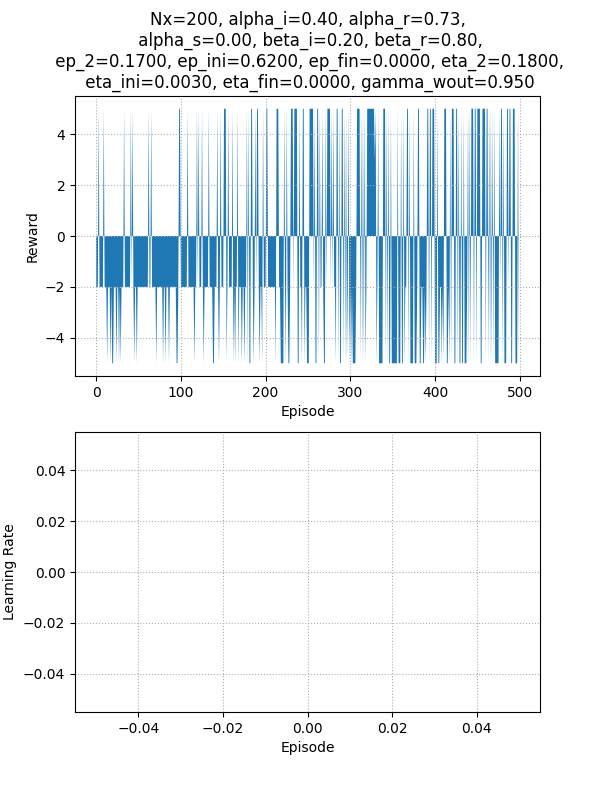 Nx=200, alpha_i=0.40, alpha_r=0.73,
alpha_s=0.00, beta_i=0.20, beta_r=0.80,
ep_2=0.1700, ep_ini=0.6200, ep_fin=0.0000, eta_2=0.1800,
eta_ini=0.0030, eta_fin=0.0000, gamma_wout=0.950
4
2
0
−2
−4
Reward
0 100 200 300 400 500
Episode
0.04
0.02
0.00
−0.02
−0.04
Learning Rate
−0.04 −0.02 0.00 0.02 0.04
Episode